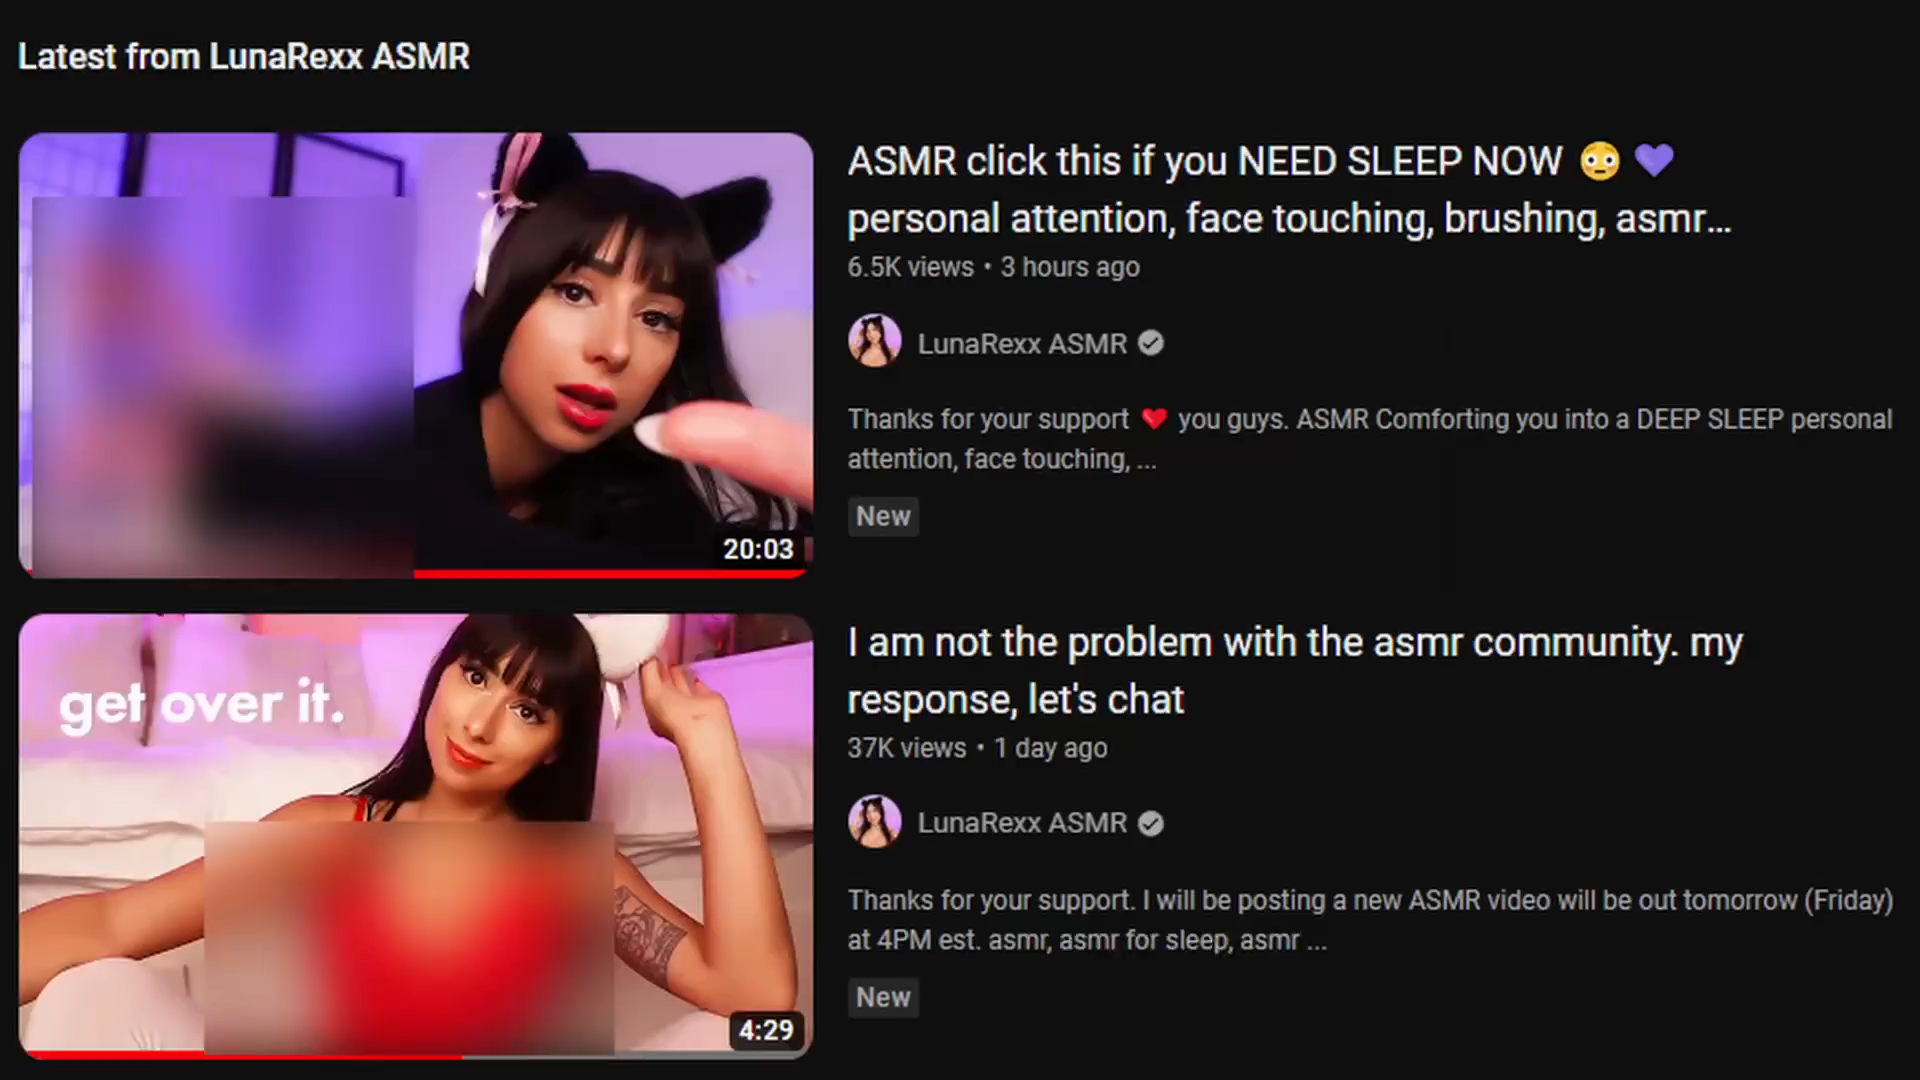 Latest from LunaRexx ASMR
ASMR click this if you NEED SLEEP NOW 😳 💜
personal attention, face touching, brushing, asmr...
6.5K views • 3 hours ago
LunaRexx ASMR
Thanks for your support ❤️ you guys. ASMR Comforting you into a DEEP SLEEP personal
attention, face touching, ...
New
20:03
get over it.
I am not the problem with the asmr community. my
response, let's chat
37K views • 1 day ago
LunaRexx ASMR
Thanks for your support. I will be posting a new ASMR video will be out tomorrow (Friday)
at 4PM est. asmr, asmr for sleep, asmr ...
New
4:29